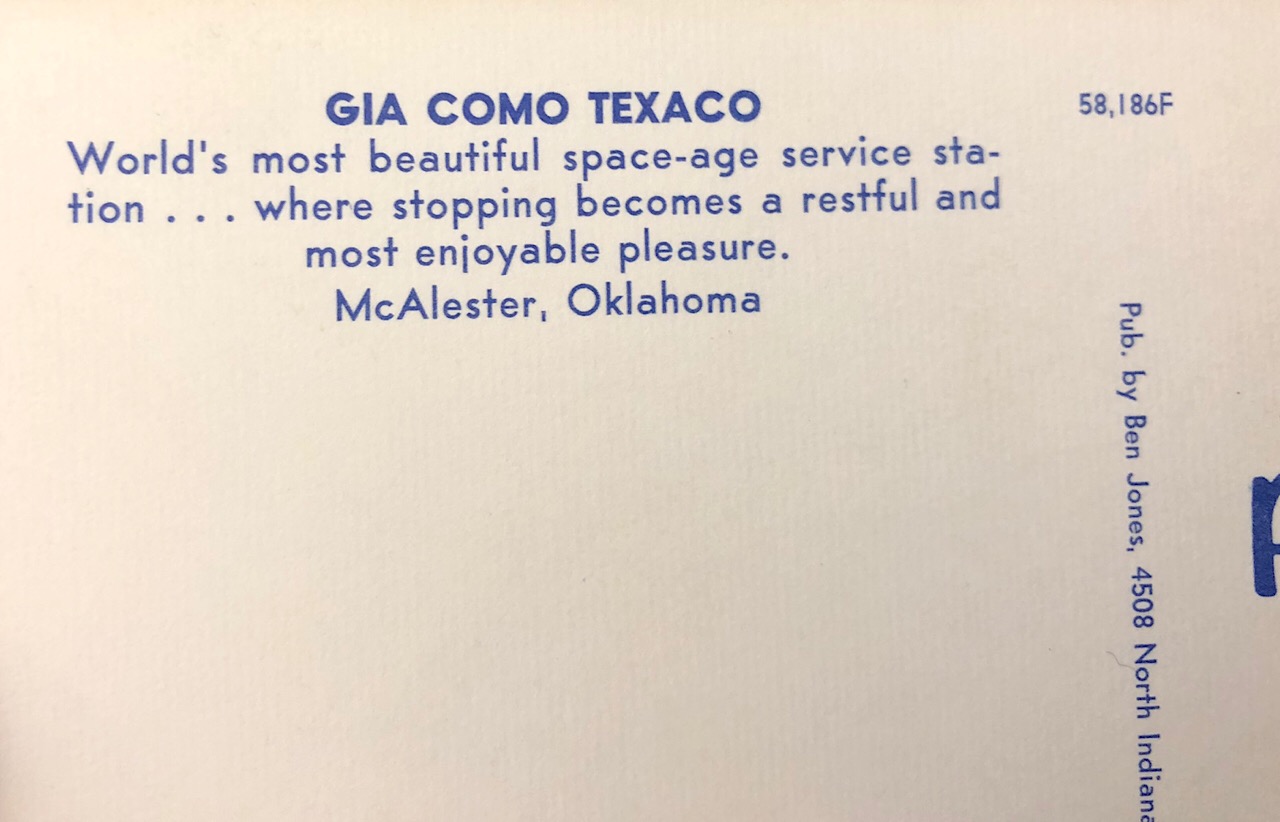 GIA COMO TEXACO
58,186F
World's most beautiful space-age service sta-
tion . . . where stopping becomes a restful and
most enjoyable pleasure.
McAlester, Oklahoma
Pub. by Ben Jones, 4508 North Indiana